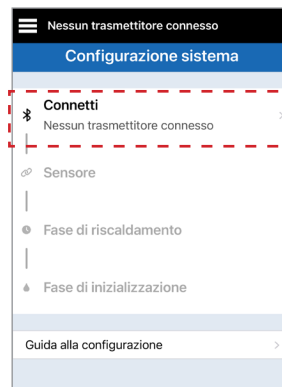 Nessun trasmettitore connesso
Configurazione sistema
Connetti
Nessun trasmettitore connesso
Sensore
Fase di riscaldamento
Fase di inizializzazione
Guida alla configurazione